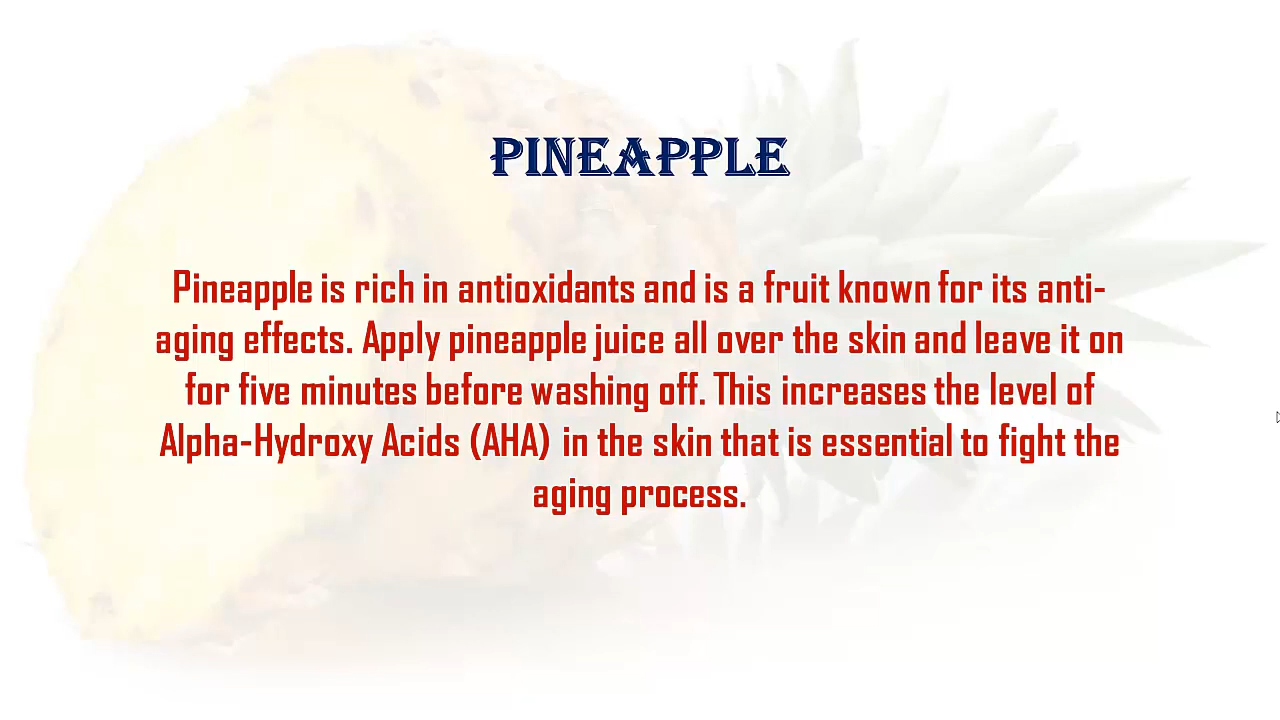 PINEAPPLE
Pineapple is rich in antioxidants and is a fruit known for its anti-
aging effects. Apply pineapple juice all over the skin and leave it on
for five minutes before washing off. This increases the level of
Alpha-Hydroxy Acids (AHA) in the skin that is essential to fight the
aging process.